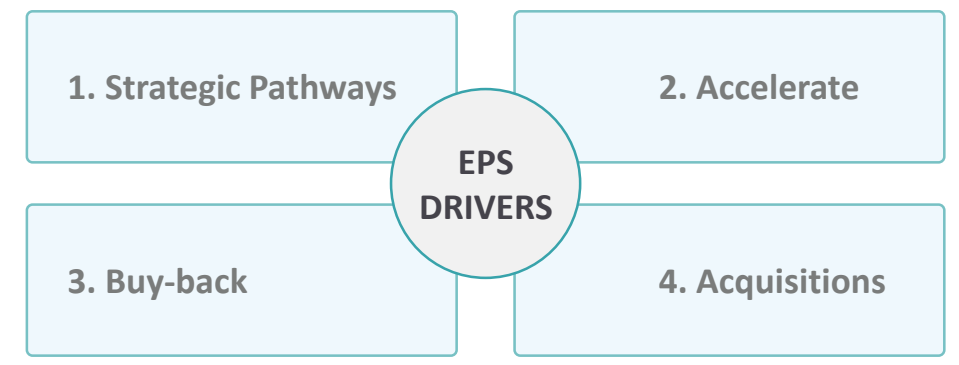 1. Strategic Pathways
2. Accelerate
EPS
DRIVERS
3. Buy-back
4. Acquisitions